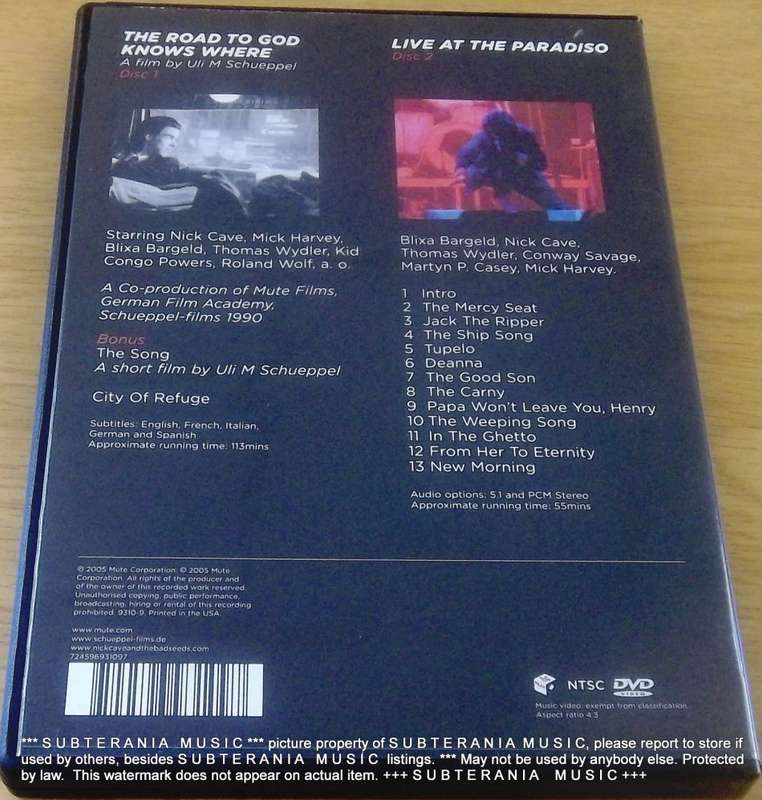 THE ROAD TO GOD
KNOWS WHERE
A film by Uli M Schueppel
Disc 1
Starring Nick Cave, Mick Harvey,
Blixa Bargeld, Thomas Wydler, Kid
Congo Powers, Roland Wolf, a. o.
A Co-production of Mute Films,
German Film Academy,
Schueppel-films 1990
Bonus
The Song
A short film by Uli M Schueppel
City Of Refuge
Subtitles: English, French, Italian,
German and Spanish
Approximate running time: 113mins
LIVE AT THE PARADISO
Disc 2
Blixa Bargeld, Nick Cave,
Thomas Wydler, Conway Savage,
Martyn P. Casey, Mick Harvey.
1 Intro
2 The Mercy Seat
3 Jack The Ripper
4 The Ship Song
5 Tupelo
6 Deanna
7 The Good Son
8 The Carny
9 Papa Won't Leave You, Henry
10 The Weeping Song
11 In The Ghetto
12 From Her To Eternity
13 New Morning
Audio options: 5.1 and PCM Stereo
Approximate running time: 55mins
℗ 2005 Mute Corporation. © 2005 Mute
Corporation. All rights of the producer and
of the owner of this recorded work reserved.
Unauthorised copying, public performance,
broadcasting, hiring or rental of this recording
prohibited. 9310-9. Printed in the USA.
www.mute.com
www.schueppel-films.de
www.nickcaveandthebadseeds.com
724596931097
NTSC DVD
VIDEO
Music video: exempt from classification.
Aspect ratio 4:3
*** S U B T E R A N I A M U S I C *** picture property of S U B T E R A N I A M U S I C, please report to store if
used by others, besides S U B T E R A N I A M U S I C listings. *** May not be used by anybody else. Protected
by law. This watermark does not appear on actual item. +++ S U B T E R A N I A M U S I C +++